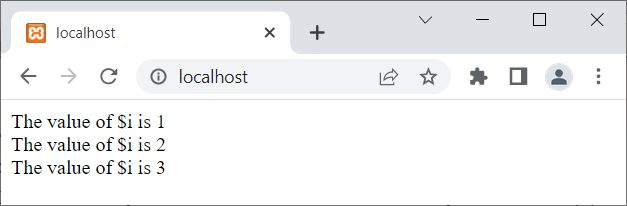 localhost
localhost
The value of $i is 1
The value of $i is 2
The value of $i is 3